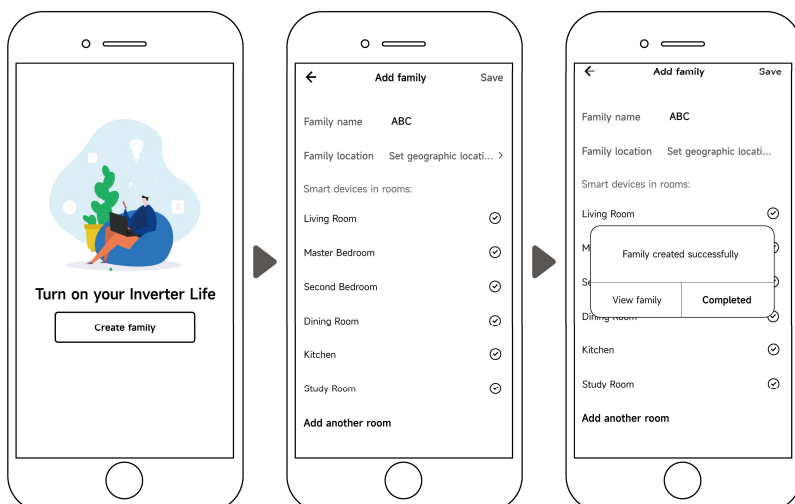 Turn on your Inverter Life
Create family
Add family Save
Family name ABC
Family location Set geographic locati... >
Smart devices in rooms:
Living Room
Master Bedroom
Second Bedroom
Dining Room
Kitchen
Study Room
Add another room
Add family Save
Family name ABC
Family location Set geographic locati...
Smart devices in rooms:
Living Room
M
Family created successfully
Se
View family Completed
Dining Room
Kitchen
Study Room
Add another room